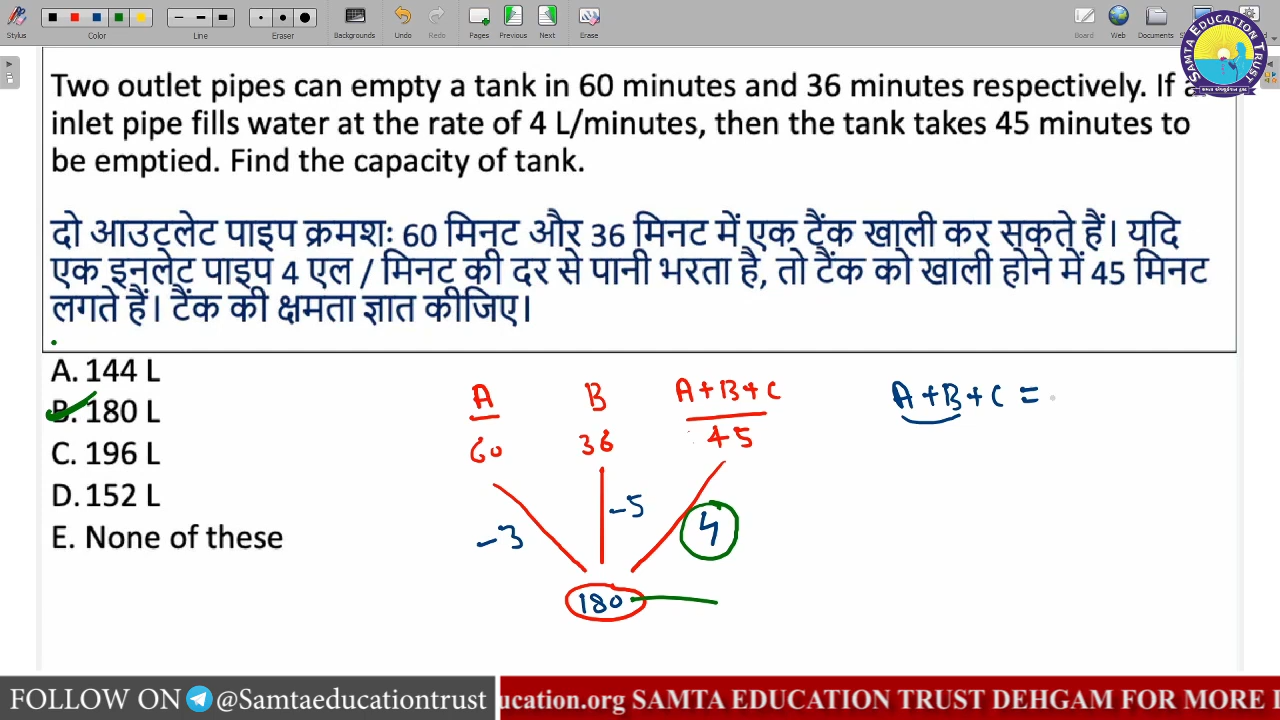 Stylus Color Line Eraser Backgrounds Undo Redo Pages Previous Next Erase Board Web Documents
SAMTA EDUCATION TRUST
Two outlet pipes can empty a tank in 60 minutes and 36 minutes respectively. If a
inlet pipe fills water at the rate of 4 L/minutes, then the tank takes 45 minutes to
be emptied. Find the capacity of tank.
दो आउटलेट पाइप क्रमशः 60 मिनट और 36 मिनट में एक टैंक खाली कर सकते हैं। यदि
एक इनलेट पाइप 4 एल / मिनट की दर से पानी भरता है, तो टैंक को खाली होने में 45 मिनट
लगते हैं। टैंक की क्षमता ज्ञात कीजिए।
A. 144 L
B. 180 L
C. 196 L
D. 152 L
E. None of these
A B A+B+C
60 36 45
-3 -5 4
180
A+B+C =
FOLLOW ON @Samtaeducationtrust
ucation.org SAMTA EDUCATION TRUST DEHGAM FOR MORE